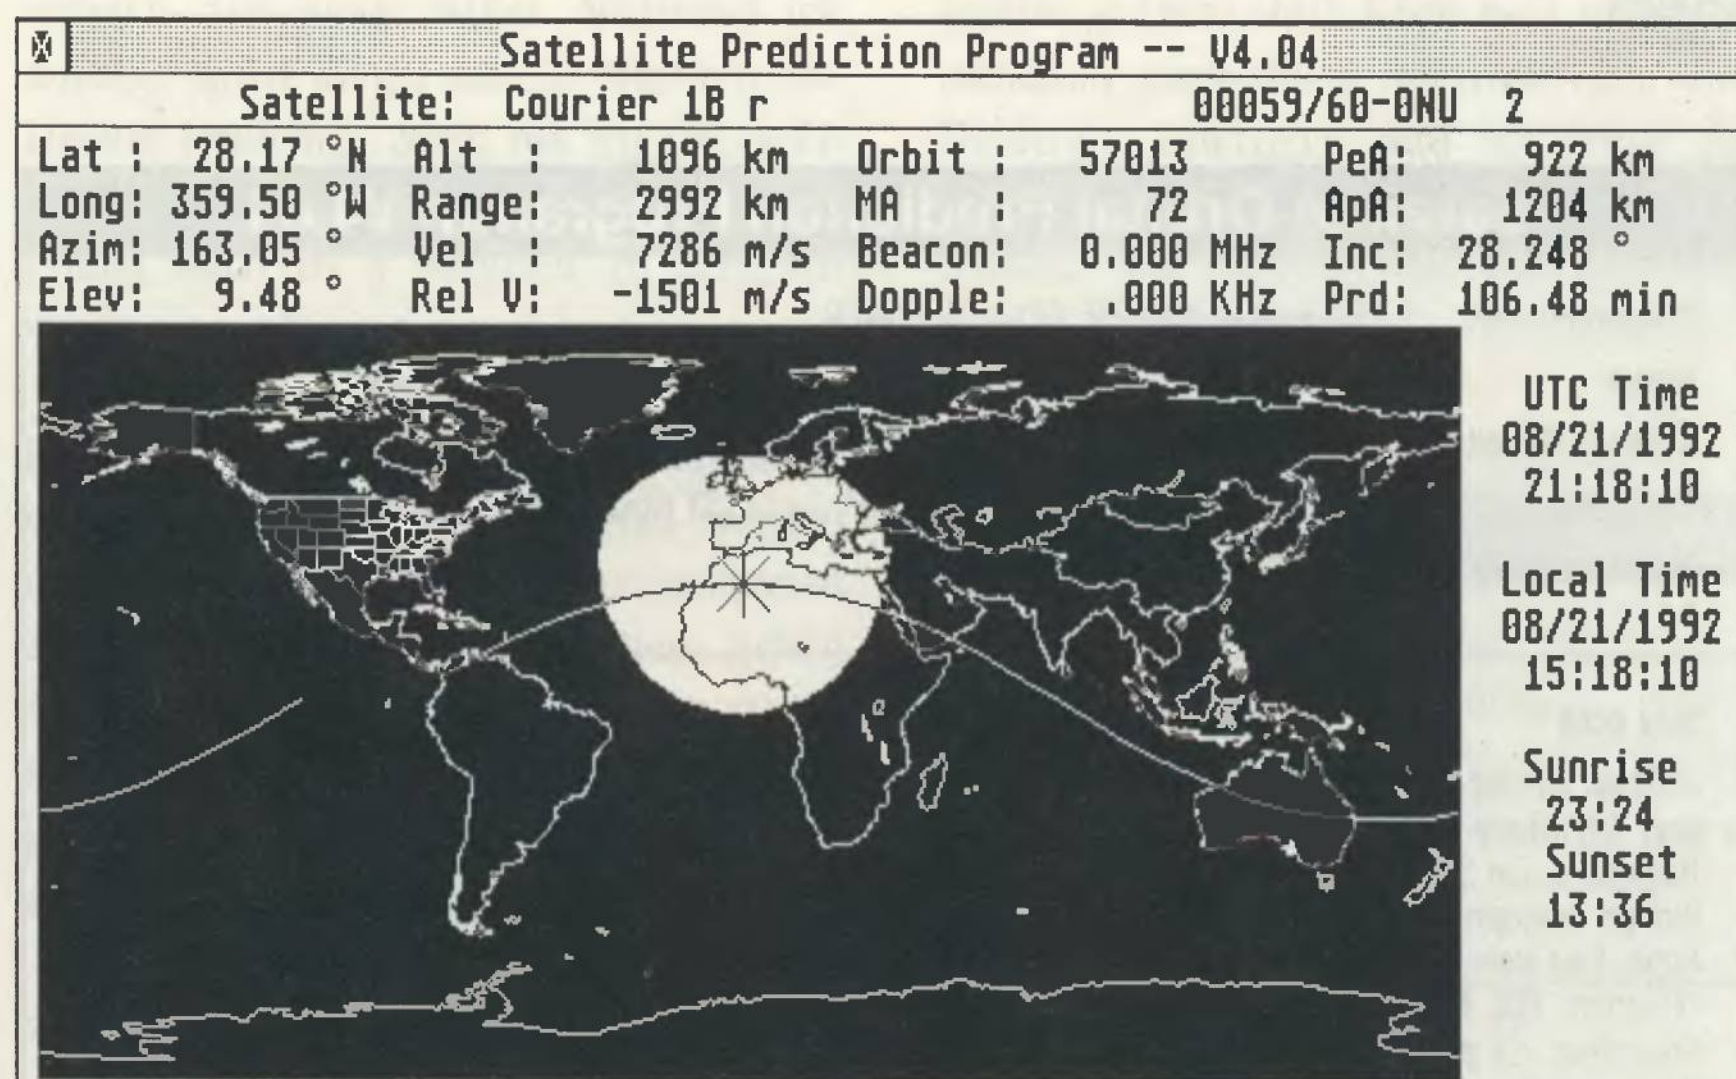 Satellite Prediction Program -- V4.04
Satellite: Courier 1B r 00059/60-0NU 2
Lat : 28.17 °N Alt : 1096 km Orbit : 57013 PeA: 922 km
Long: 359.50 °W Range: 2992 km MA : 72 ApA: 1204 km
Azim: 163.05 ° Vel : 7286 m/s Beacon: 0.000 MHz Inc: 28.248 °
Elev: 9.48 ° Rel V: -1501 m/s Dopple: .000 KHz Prd: 106.48 min
UTC Time
08/21/1992
21:18:10
Local Time
08/21/1992
15:18:10
Sunrise
23:24
Sunset
13:36